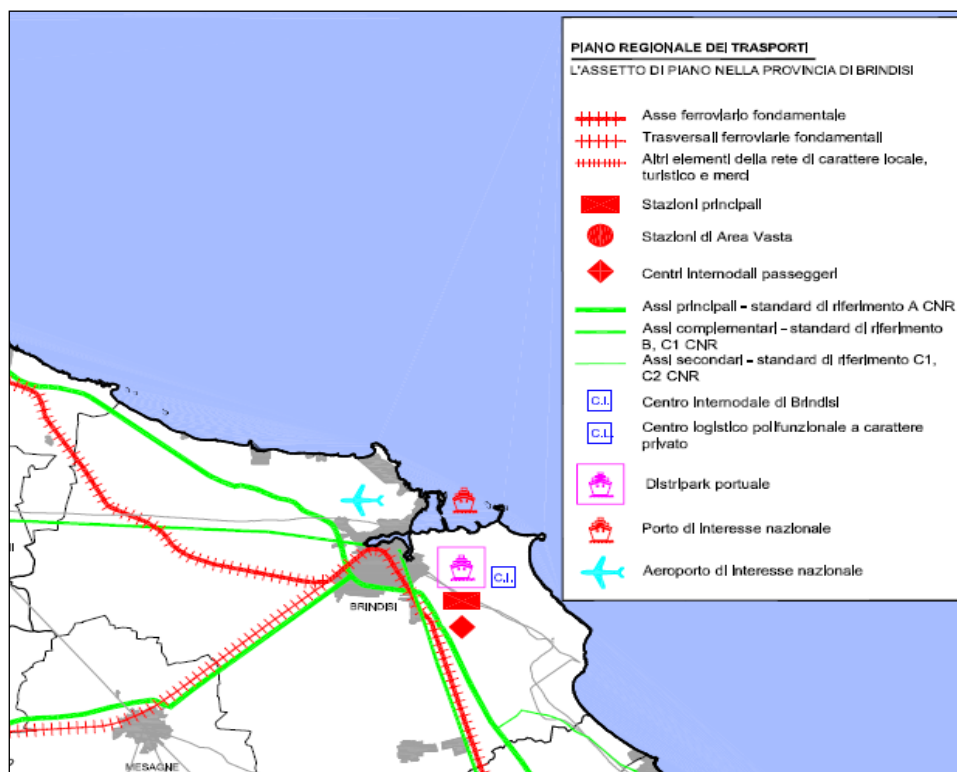 PIANO REGIONALE DEI TRASPORTI
L'ASSETTO DI PIANO NELLA PROVINCIA DI BRINDISI
Asse ferroviario fondamentale
Trasversali ferroviarie fondamentali
Altri elementi della rete di carattere locale,
turistico e merci
Stazioni principali
Stazioni di Area Vasta
Centri Intermodali passeggeri
Assi principali - standard di riferimento A CNR
Assi complementari - standard di riferimento
B, C1 CNR
Assi secondari - standard di riferimento C1,
C2 CNR
C.I. Centro Intermodale di Brindisi
C.L. Centro logistico polifunzionale a carattere
privato
Distripark portuale
Porto di Interesse nazionale
Aeroporto di Interesse nazionale
C.I.
BRINDISI
MESAGNE